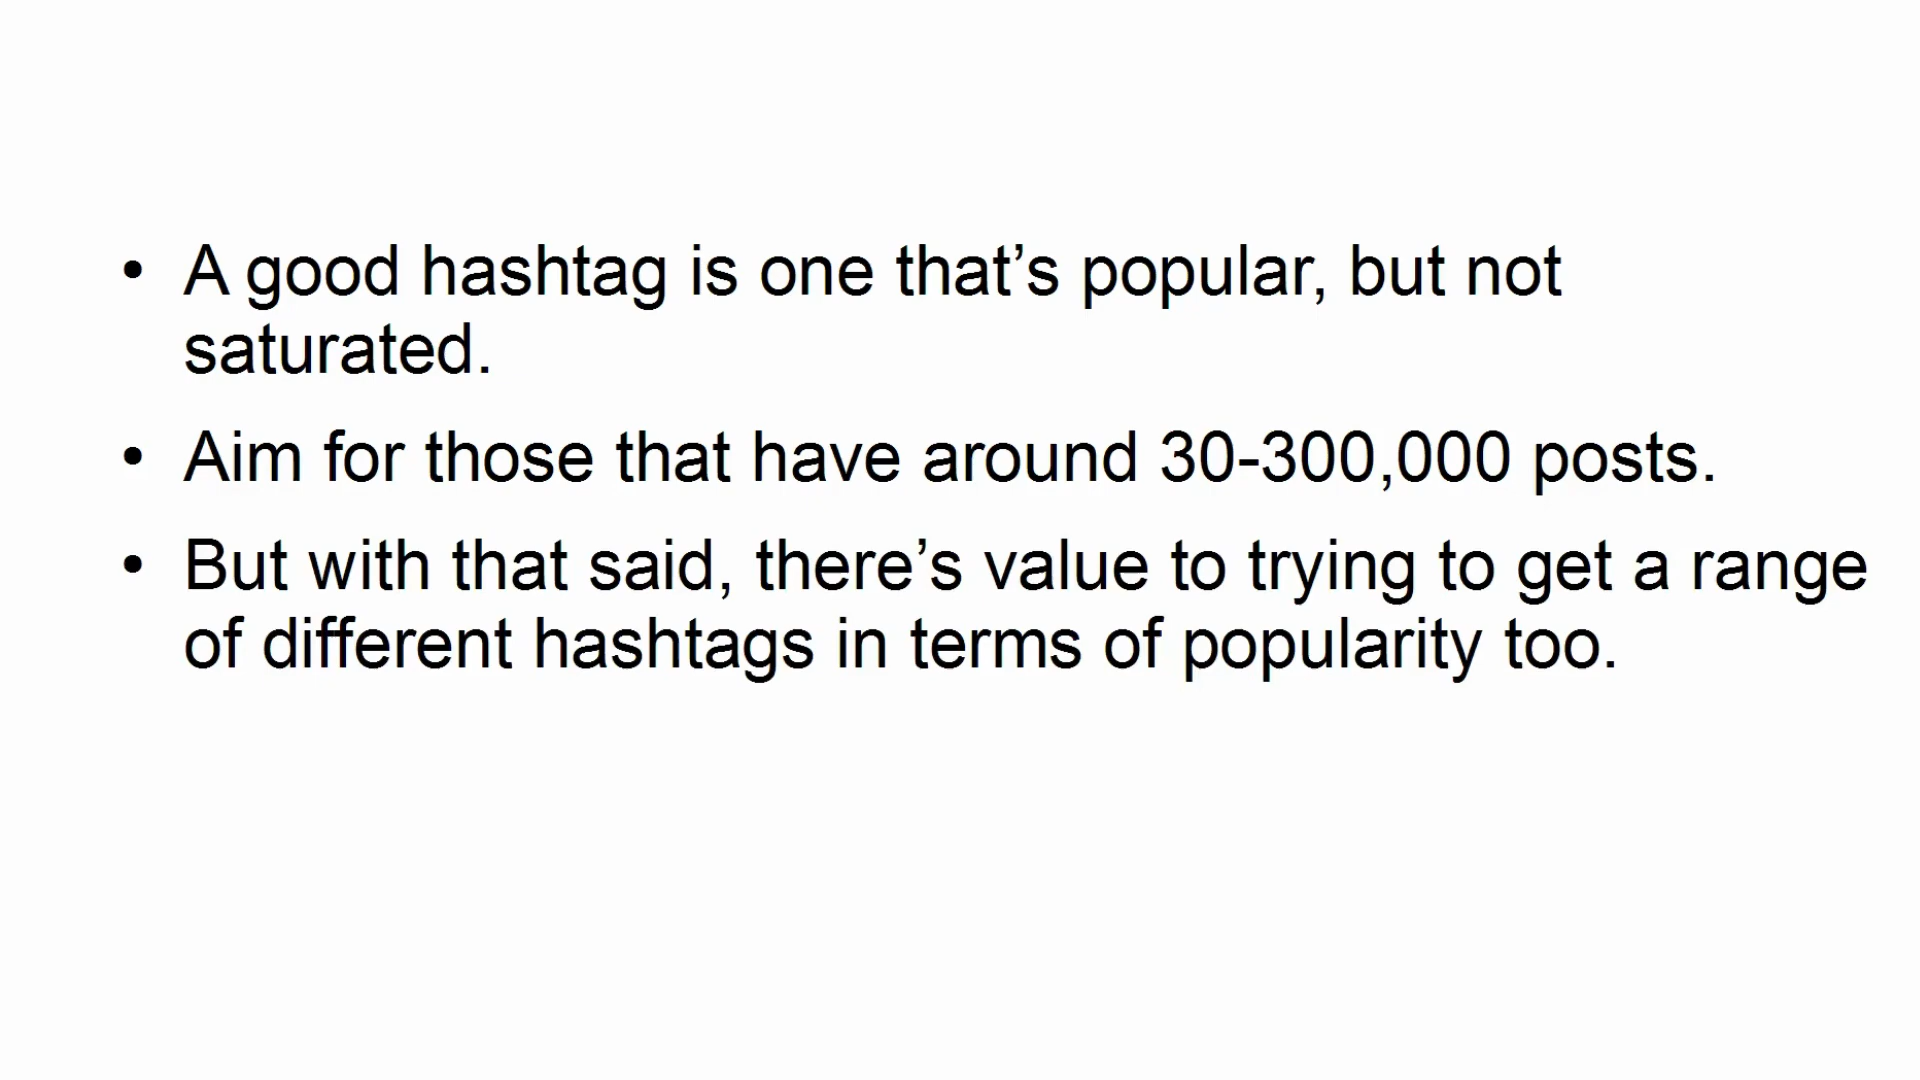 • A good hashtag is one that’s popular, but not
saturated.
• Aim for those that have around 30-300,000 posts.
• But with that said, there’s value to trying to get a range
of different hashtags in terms of popularity too.